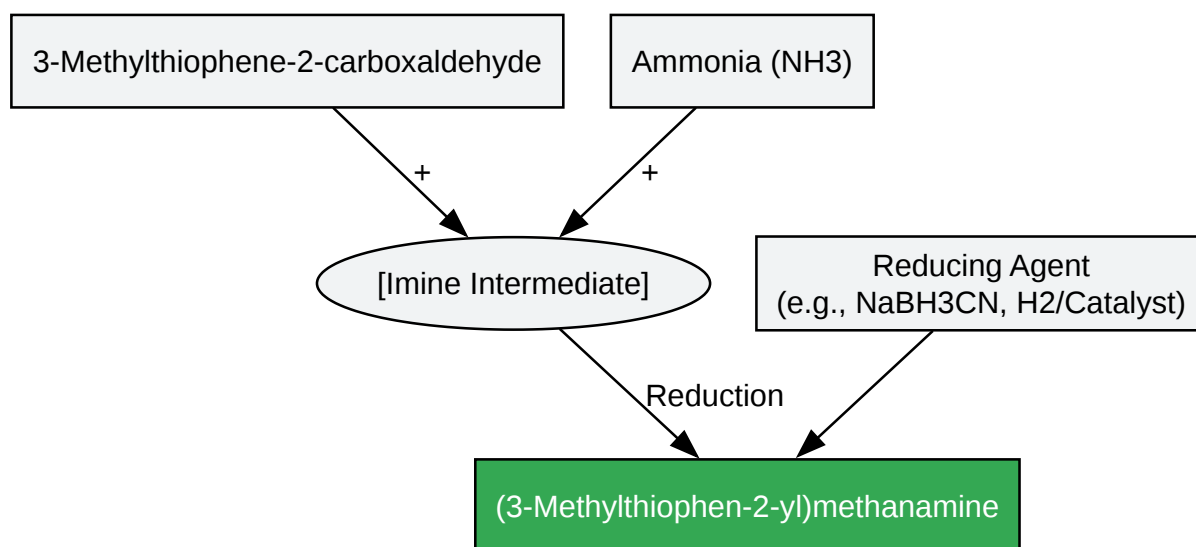 3-Methylthiophene-2-carboxaldehyde
Ammonia (NH3)
+
+
[Imine Intermediate]
Reducing Agent
(e.g., NaBH3CN, H2/Catalyst)
Reduction
(3-Methylthiophen-2-yl)methanamine